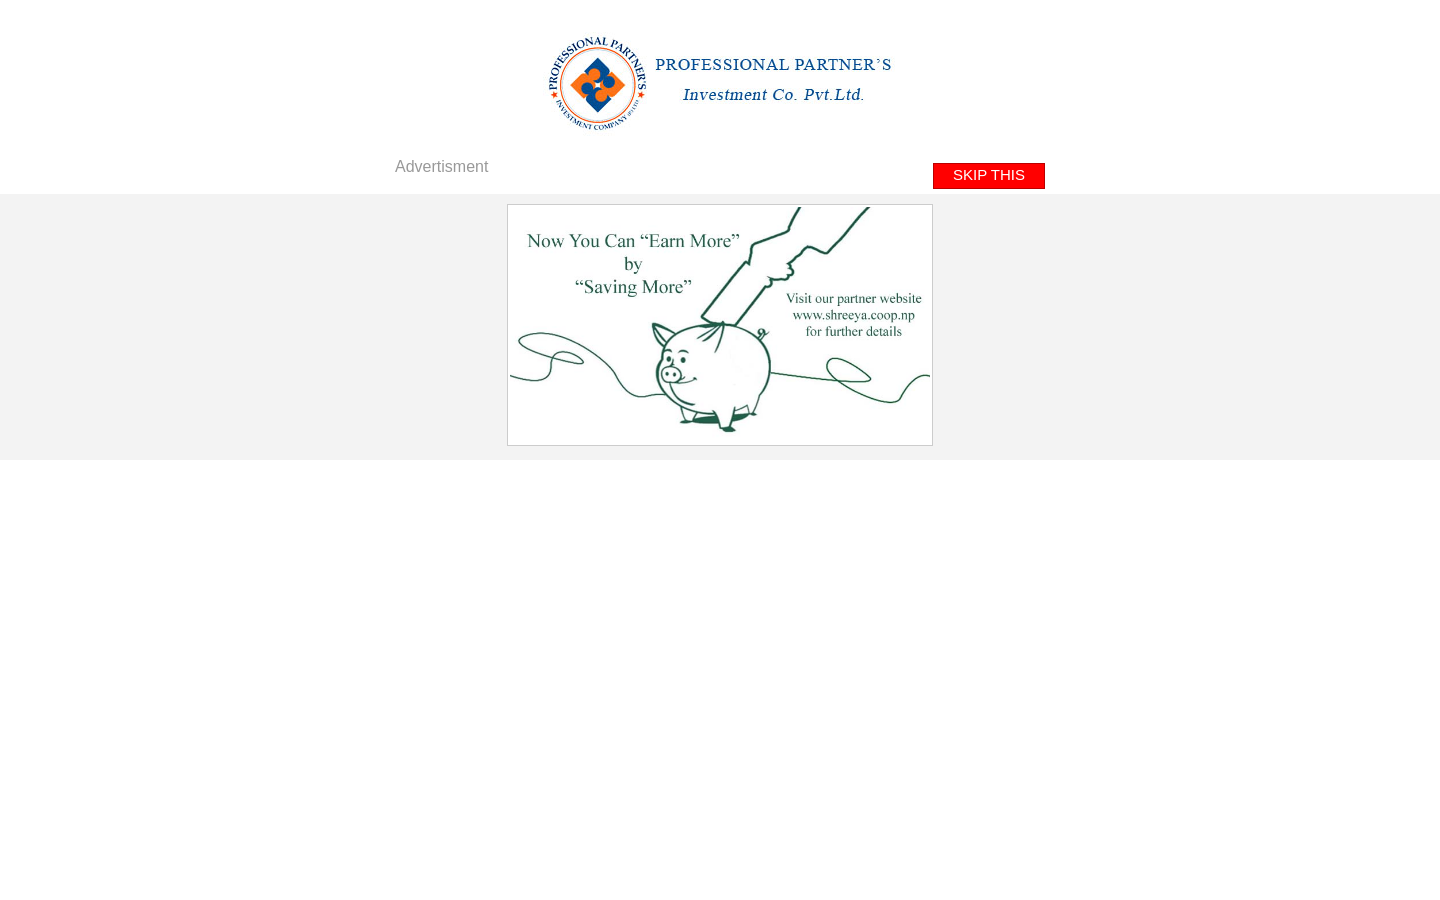 PROFESSIONAL PARTNER'S
INVESTMENT COMPANY (P) LTD
PROFESSIONAL PARTNER’S
Investment Co. Pvt.Ltd.
Advertisment
SKIP THIS
Now You Can “Earn More”
by
“Saving More”
Visit our partner website
www.shreeya.coop.np
for further details